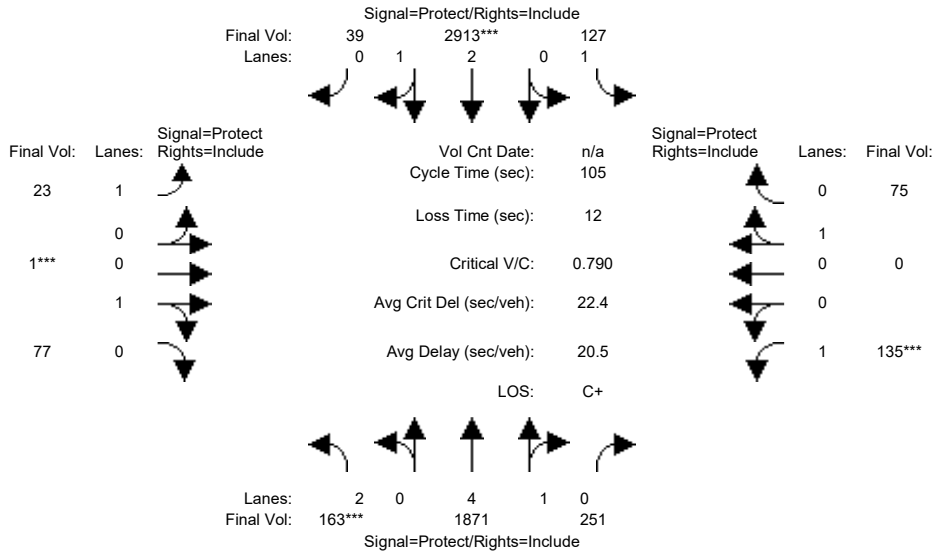 Signal=Protect/Rights=Include
Final Vol: 39 2913*** 127
Lanes: 0 1 2 0 1
Signal=Protect Signal=Protect
Final Vol: Lanes: Rights=Include Vol Cnt Date: n/a Rights=Include Lanes: Final Vol:
Cycle Time (sec): 105
23 1 0 75
Loss Time (sec): 12
0 1
1*** 0 Critical V/C: 0.790 0 0
1 Avg Crit Del (sec/veh): 22.4 0
77 0 Avg Delay (sec/veh): 20.5 1 135***
LOS: C+
Lanes: 2 0 4 1 0
Final Vol: 163*** 1871 251
Signal=Protect/Rights=Include